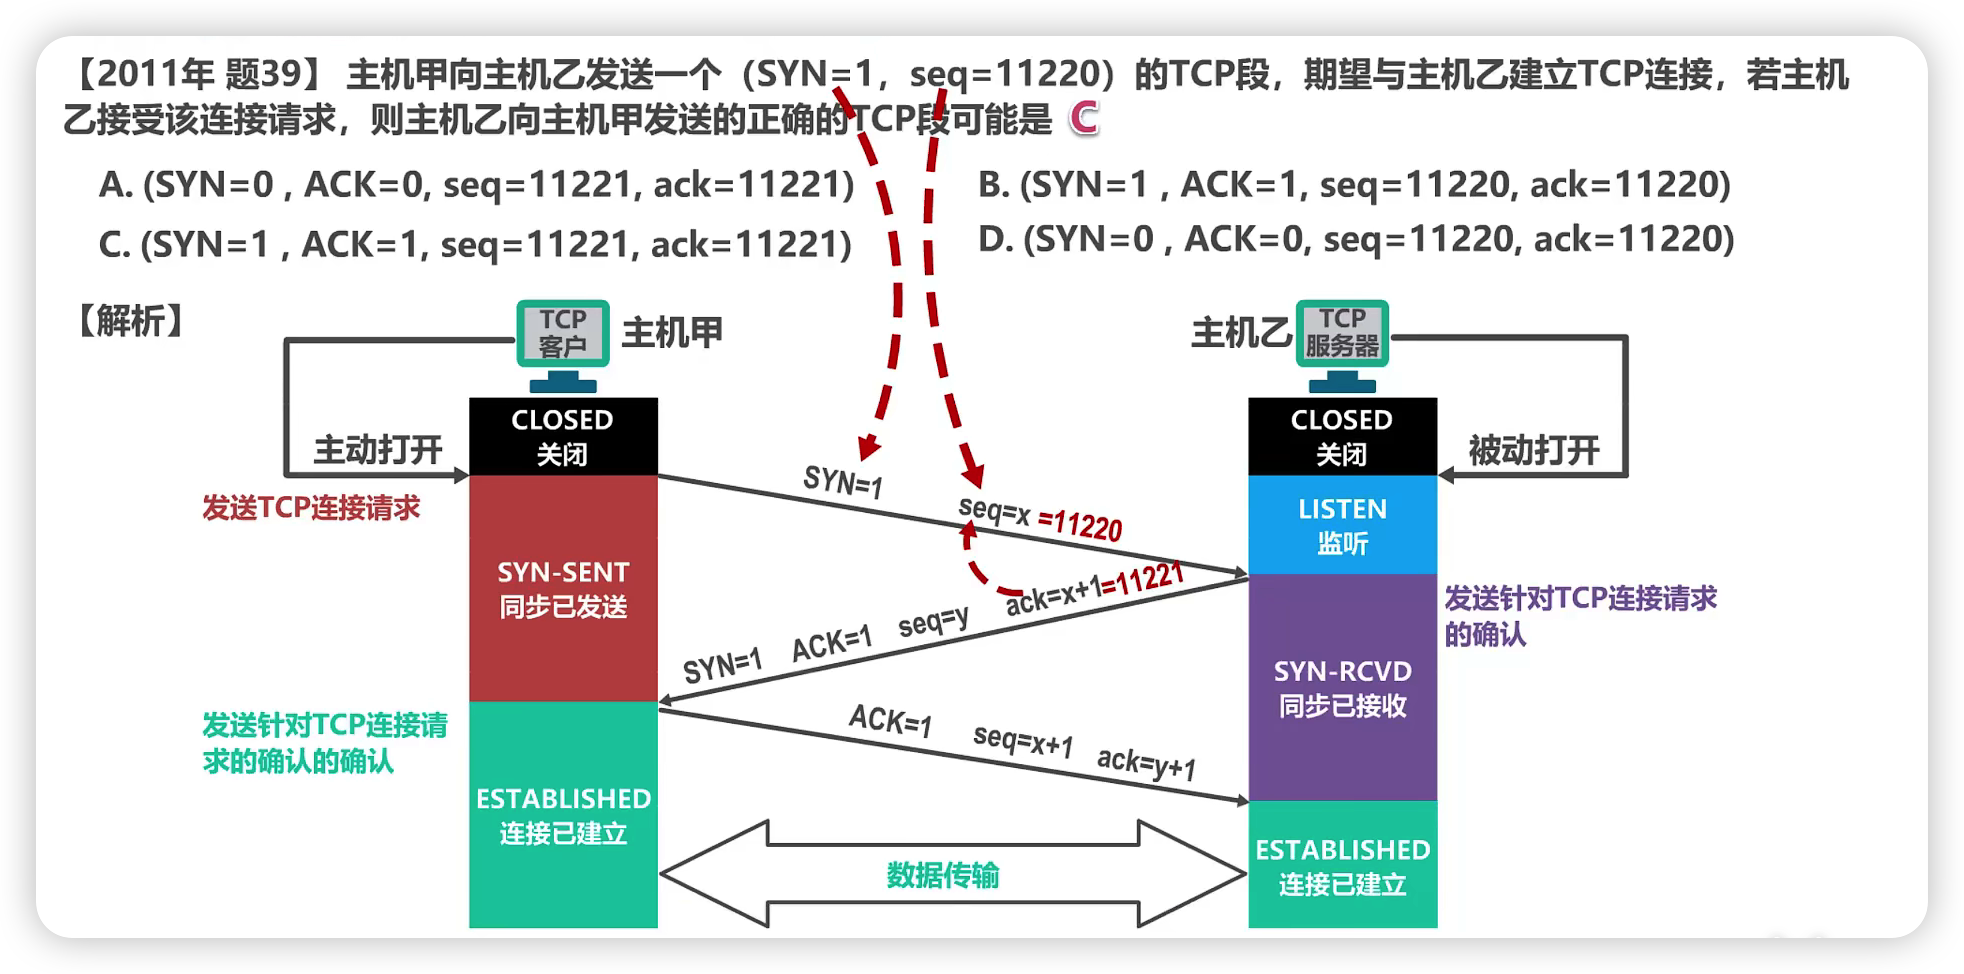 【2011年 题39】 主机甲向主机乙发送一个（SYN=1，seq=11220）的TCP段，期望与主机乙建立TCP连接，若主机
乙接受该连接请求，则主机乙向主机甲发送的正确的TCP段可能是 C
A. (SYN=0 , ACK=0, seq=11221, ack=11221)
B. (SYN=1 , ACK=1, seq=11220, ack=11220)
C. (SYN=1 , ACK=1, seq=11221, ack=11221)
D. (SYN=0 , ACK=0, seq=11220, ack=11220)
【解析】
TCP
客户
主机甲
主机乙
TCP
服务器
CLOSED
关闭
CLOSED
关闭
主动打开
被动打开
发送TCP连接请求
SYN=1
seq=x =11220
LISTEN
监听
SYN-SENT
同步已发送
ack=x+1=11221
seq=y
ACK=1
SYN=1
发送针对TCP连接请求
的确认
SYN-RCVD
同步已接收
发送针对TCP连接请
求的确认的确认
ACK=1
seq=x+1
ack=y+1
ESTABLISHED
连接已建立
ESTABLISHED
连接已建立
数据传输